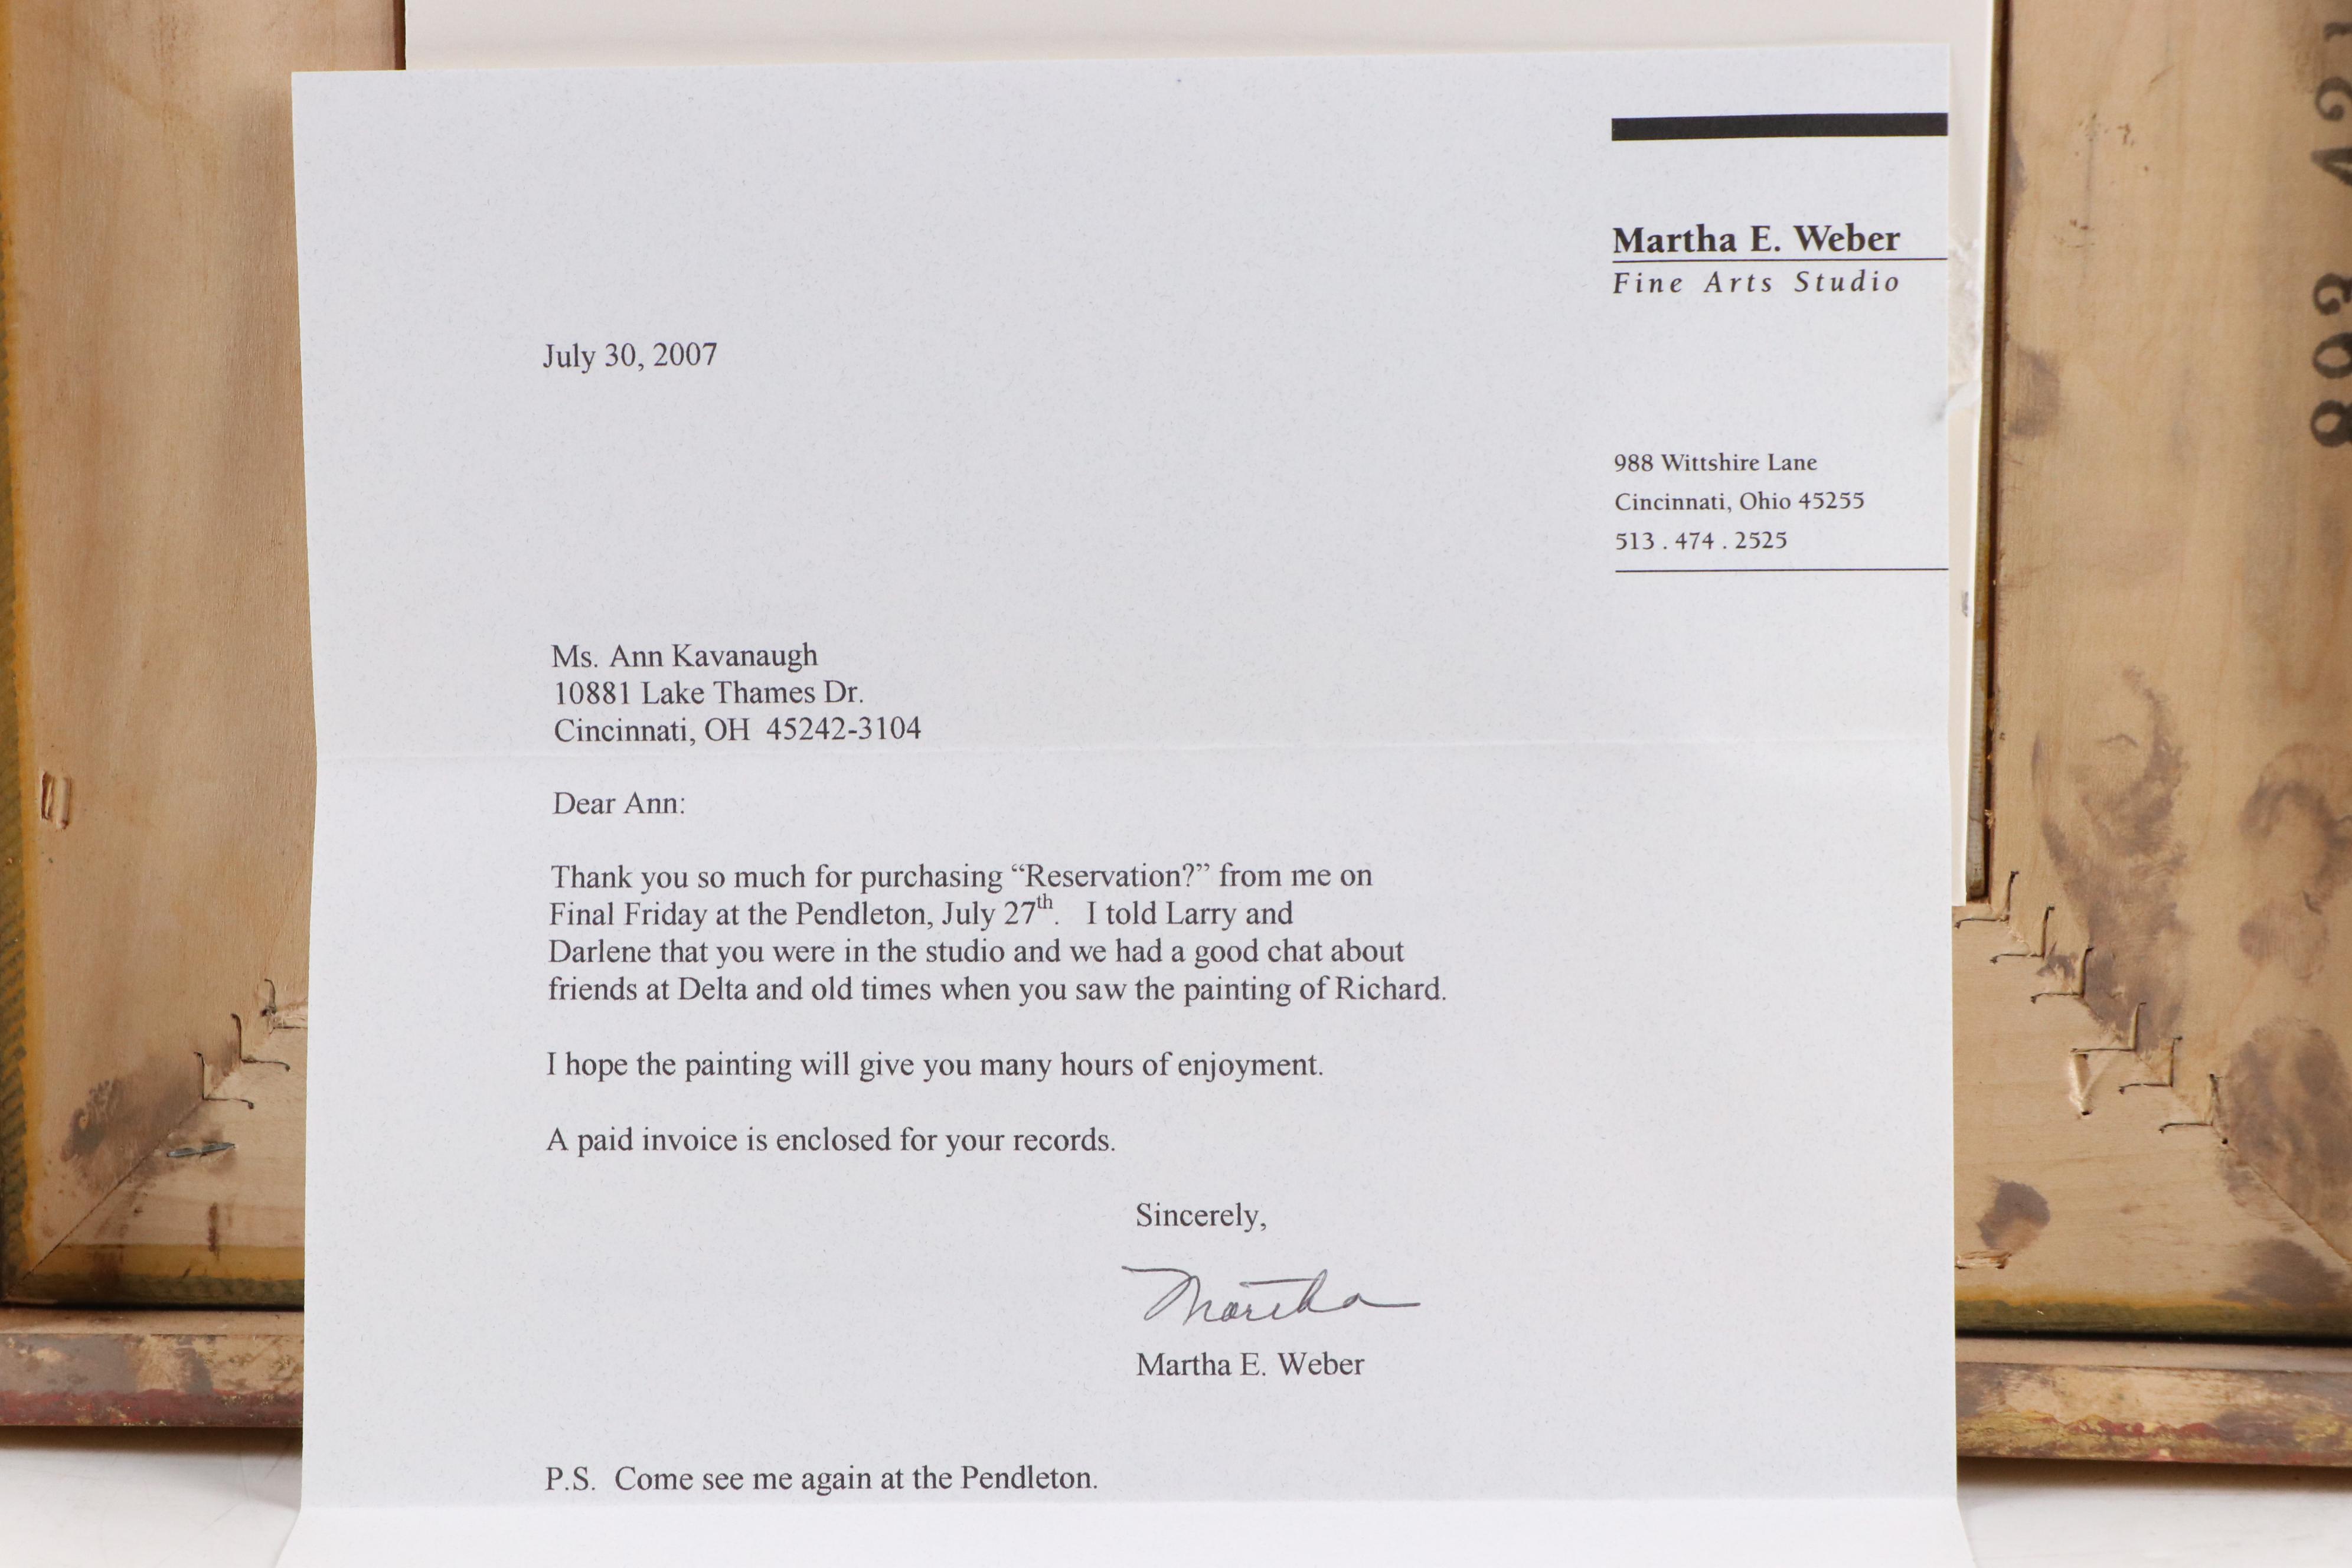 Martha E. Weber
Fine Arts Studio
July 30, 2007
988 Wittshire Lane
Cincinnati, Ohio 45255
513 . 474 . 2525
Ms. Ann Kavanaugh
10881 Lake Thames Dr.
Cincinnati, OH  45242-3104
Dear Ann:
Thank you so much for purchasing “Reservation?” from me on
Final Friday at the Pendleton, July 27th.   I told Larry and
Darlene that you were in the studio and we had a good chat about
friends at Delta and old times when you saw the painting of Richard.
I hope the painting will give you many hours of enjoyment.
A paid invoice is enclosed for your records.
Sincerely,
Martha
Martha E. Weber
P.S.  Come see me again at the Pendleton.